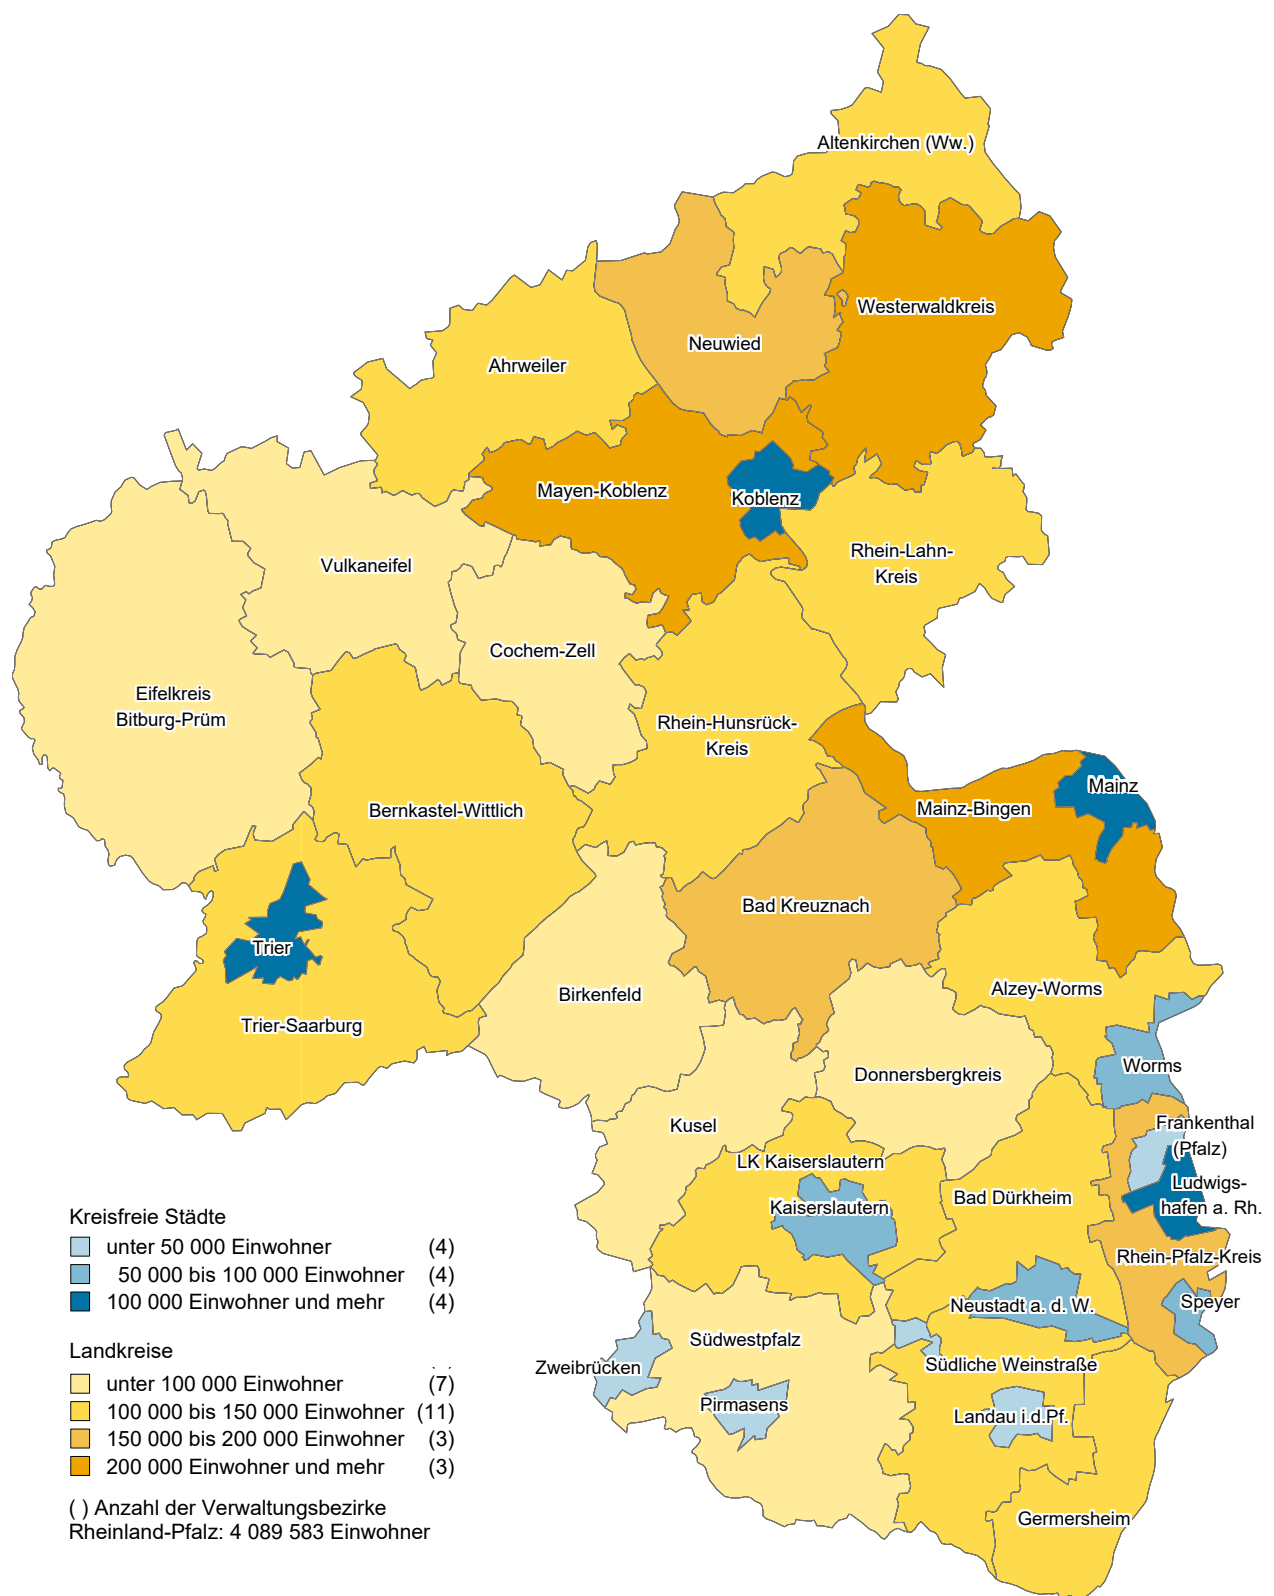 Altenkirchen (Ww.)
Westerwaldkreis
Neuwied
Ahrweiler
Mayen-Koblenz
Koblenz
Rhein-Lahn-
Kreis
Vulkaneifel
Cochem-Zell
Eifelkreis
Bitburg-Prüm
Rhein-Hunsrück-
Kreis
Mainz
Bernkastel-Wittlich
Mainz-Bingen
Bad Kreuznach
Trier
Alzey-Worms
Birkenfeld
Trier-Saarburg
Worms
Donnersbergkreis
Kusel
Frankenthal
(Pfalz)
LK Kaiserslautern
Ludwigs-
hafen a. Rh.
Bad Dürkheim
Kaiserslautern
Rhein-Pfalz-Kreis
Speyer
Neustadt a. d. W.
Südwestpfalz
Zweibrücken
Südliche Weinstraße
Pirmasens
Landau i.d.Pf.
Germersheim
Kreisfreie Städte
unter 50 000 Einwohner (4)
50 000 bis 100 000 Einwohner (4)
100 000 Einwohner und mehr (4)
Landkreise
unter 100 000 Einwohner (7)
100 000 bis 150 000 Einwohner (11)
150 000 bis 200 000 Einwohner (3)
200 000 Einwohner und mehr (3)
( ) Anzahl der Verwaltungsbezirke
Rheinland-Pfalz: 4 089 583 Einwohner